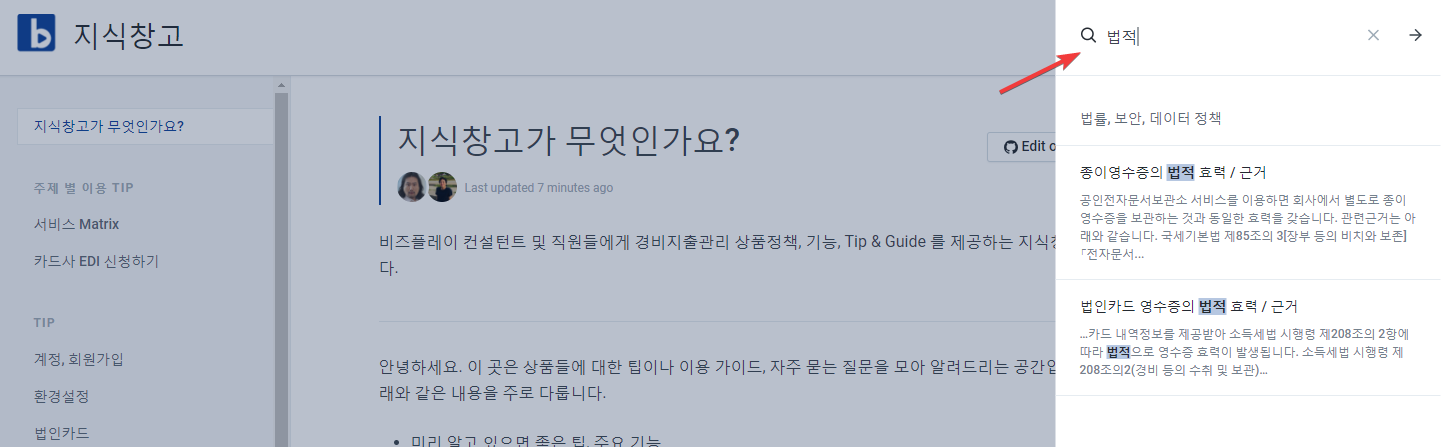 지식창고
법적
지식창고가 무엇인가요?
주제 별 이용 TIP
서비스 Matrix
카드사 EDI 신청하기
TIP
계정, 회원가입
환경설정
법인카드
지식창고가 무엇인가요?
Edit o
Last updated 7 minutes ago
비즈플레이 컨설턴트 및 직원들에게 경비지출관리 상품정책, 기능, Tip & Guide 를 제공하는 지식창
다.
안녕하세요. 이 곳은 상품들에 대한 팁이나 이용 가이드, 자주 묻는 질문을 모아 알려드리는 공간입
래와 같은 내용을 주로 다룹니다.
미리 알고 있으면 좋은 팁, 주요 기능
법률, 보안, 데이터 정책
종이영수증의 법적 효력 / 근거
공인전자문서보관소 서비스를 이용하면 회사에서 별도로 종이
영수증을 보관하는 것과 동일한 효력을 갖습니다. 관련근거는 아
래와 같습니다. 국세기본법 제85조의 3[장부 등의 비치와 보존]
「전자문서...
법인카드 영수증의 법적 효력 / 근거
...카드 내역정보를 제공받아 소득세법 시행령 제208조의 2항에
따라 법적으로 영수증 효력이 발생됩니다. 소득세법 시행령 제
208조의2(경비 등의 수취 및 보관)...